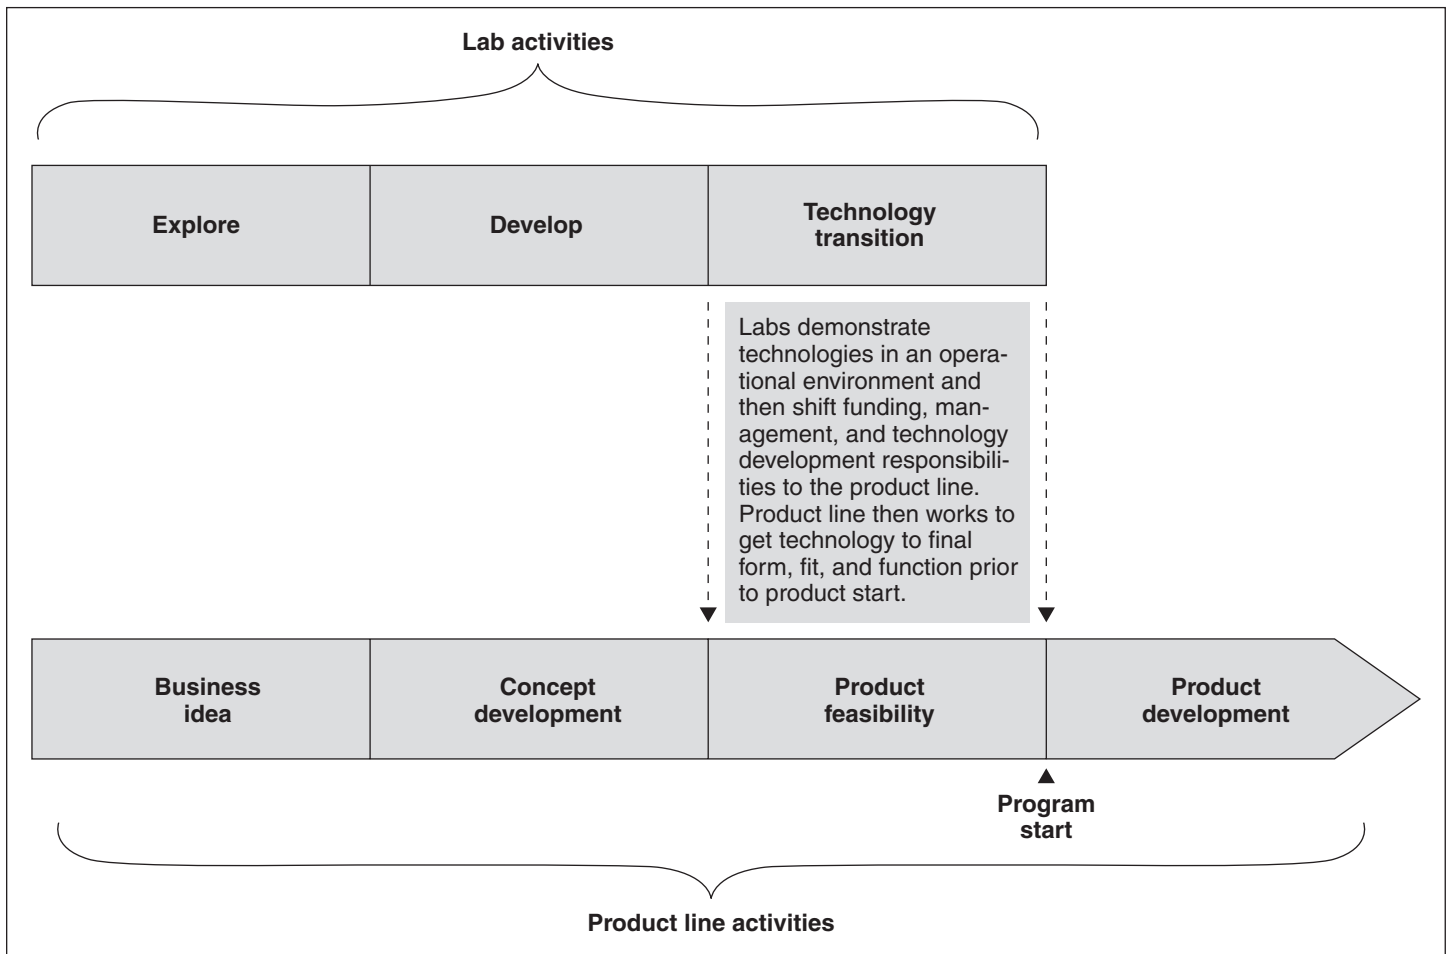 Lab activities
Explore
Develop
Technology
transition
Labs demonstrate
technologies in an opera-
tional environment and
then shift funding, man-
agement, and technology
development responsibili-
ties to the product line.
Product line then works to
get technology to final
form, fit, and function prior
to product start.
Business
idea
Concept
development
Product
feasibility
Product
development
Program
start
Product line activities